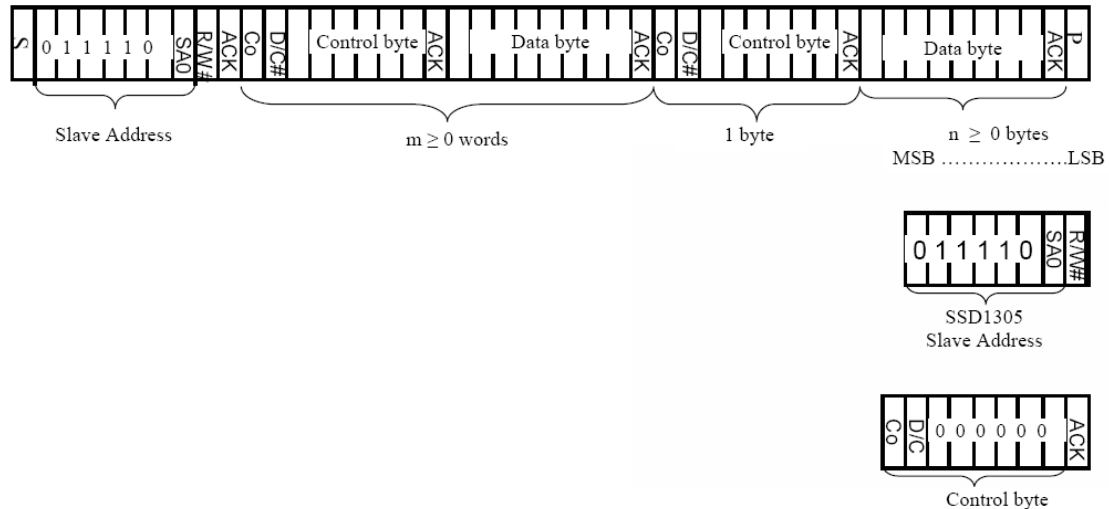 S 0 1 1 1 1 0 SA0 R/W# ACK Co D/C# Control byte ACK Data byte ACK Co D/C# Control byte ACK Data byte ACK P
Slave Address
m ≥ 0 words
1 byte
n ≥ 0 bytes
MSB ………………….LSB
0 1 1 1 1 0 SA0 R/W#
SSD1305
Slave Address
Co D/C 0 0 0 0 0 0 ACK
Control byte